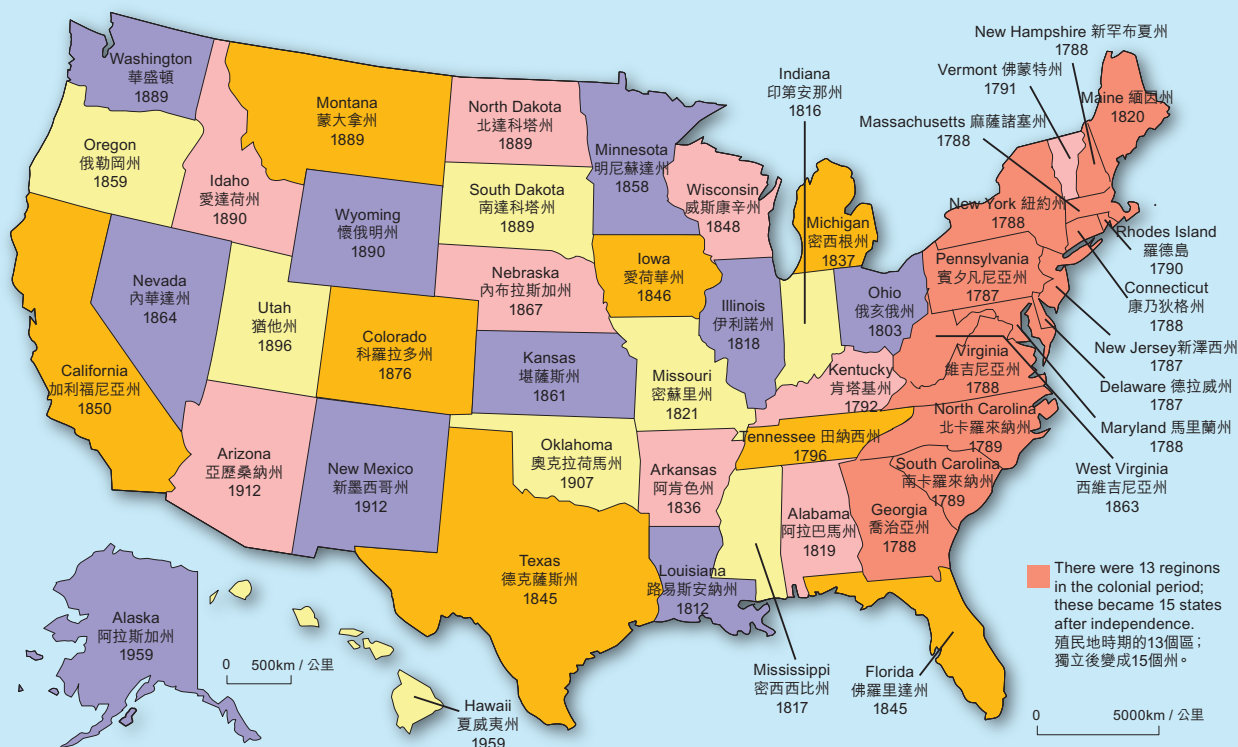 Washington
華盛頓
1889
Oregon
俄勒岡州
1859
California
加利福尼亞州
1850
Nevada
內華達州
1864
Idaho
愛達荷州
1890
Montana
蒙大拿州
1889
Wyoming
懷俄明州
1890
Utah
猶他州
1896
Colorado
科羅拉多州
1876
Arizona
亞歷桑納州
1912
New Mexico
新墨西哥州
1912
North Dakota
北達科塔州
1889
South Dakota
南達科塔州
1889
Nebraska
內布拉斯加州
1867
Kansas
堪薩斯州
1861
Oklahoma
奧克拉荷馬州
1907
Texas
德克薩斯州
1845
Minnesota
明尼蘇達州
1858
Iowa
愛荷華州
1846
Missouri
密蘇里州
1821
Arkansas
阿肯色州
1836
Louisiana
路易斯安納州
1812
Wisconsin
威斯康辛州
1848
Illinois
伊利諾州
1818
Michigan
密西根州
1837
Indiana
印第安那州
1816
Ohio
俄亥俄州
1803
Kentucky
肯塔基州
1792
Tennessee 田納西州
1796
Mississippi
密西西比州
1817
Alabama
阿拉巴馬州
1819
Georgia
喬治亞州
1788
Florida
佛羅里達州
1845
South Carolina
南卡羅來納州
1789
North Carolina
北卡羅來納州
1789
Virginia
維吉尼亞州
1788
Pennsylvania
賓夕凡尼亞州
1787
New York 紐約州
1788
New Hampshire 新罕布夏州
1788
Vermont 佛蒙特州
1791
Maine 緬因州
1820
Massachusetts 麻薩諸塞州
1788
Rhodes Island
羅德島
1790
Connecticut
康乃狄格州
1788
New Jersey新澤西州
1787
Delaware 德拉威州
1787
Maryland 馬里蘭州
1788
West Virginia
西維吉尼亞州
1863
Alaska
阿拉斯加州
1959
Hawaii
夏威夷州
1959
0 500km / 公里
There were 13 reginons
in the colonial period;
these became 15 states
after independence.
殖民地時期的13個區；
獨立後變成15個州。
0 5000km / 公里